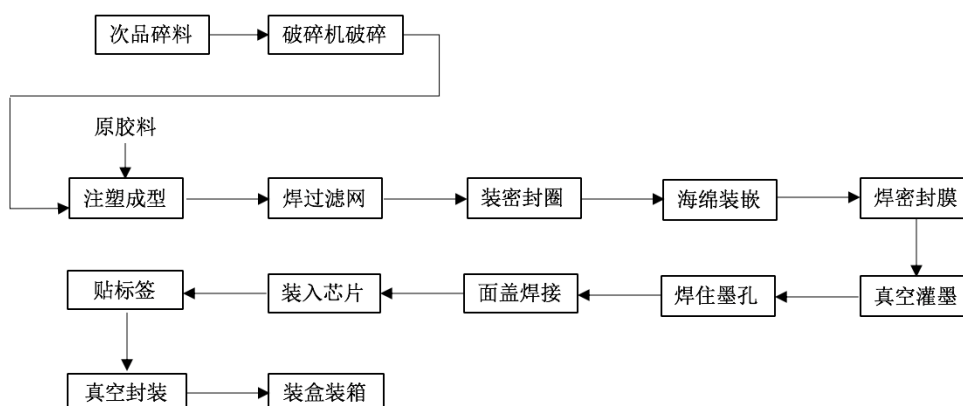 次品碎料
破碎机破碎
原胶料
注塑成型
焊过滤网
装密封圈
海绵装嵌
焊密封膜
贴标签
装入芯片
面盖焊接
焊住墨孔
真空灌墨
真空封装
装盒装箱